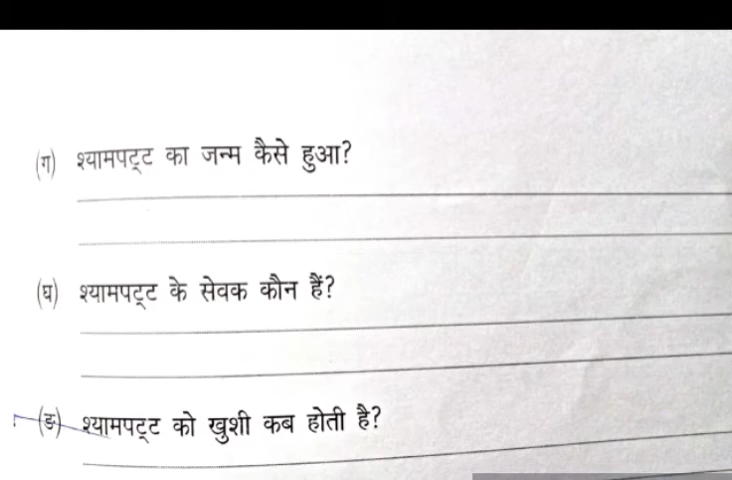 (ग) श्यामपट्ट का जन्म कैसे हुआ?
(घ) श्यामपट्ट के सेवक कौन हैं?
(ङ) श्यामपट्ट को खुशी कब होती है?